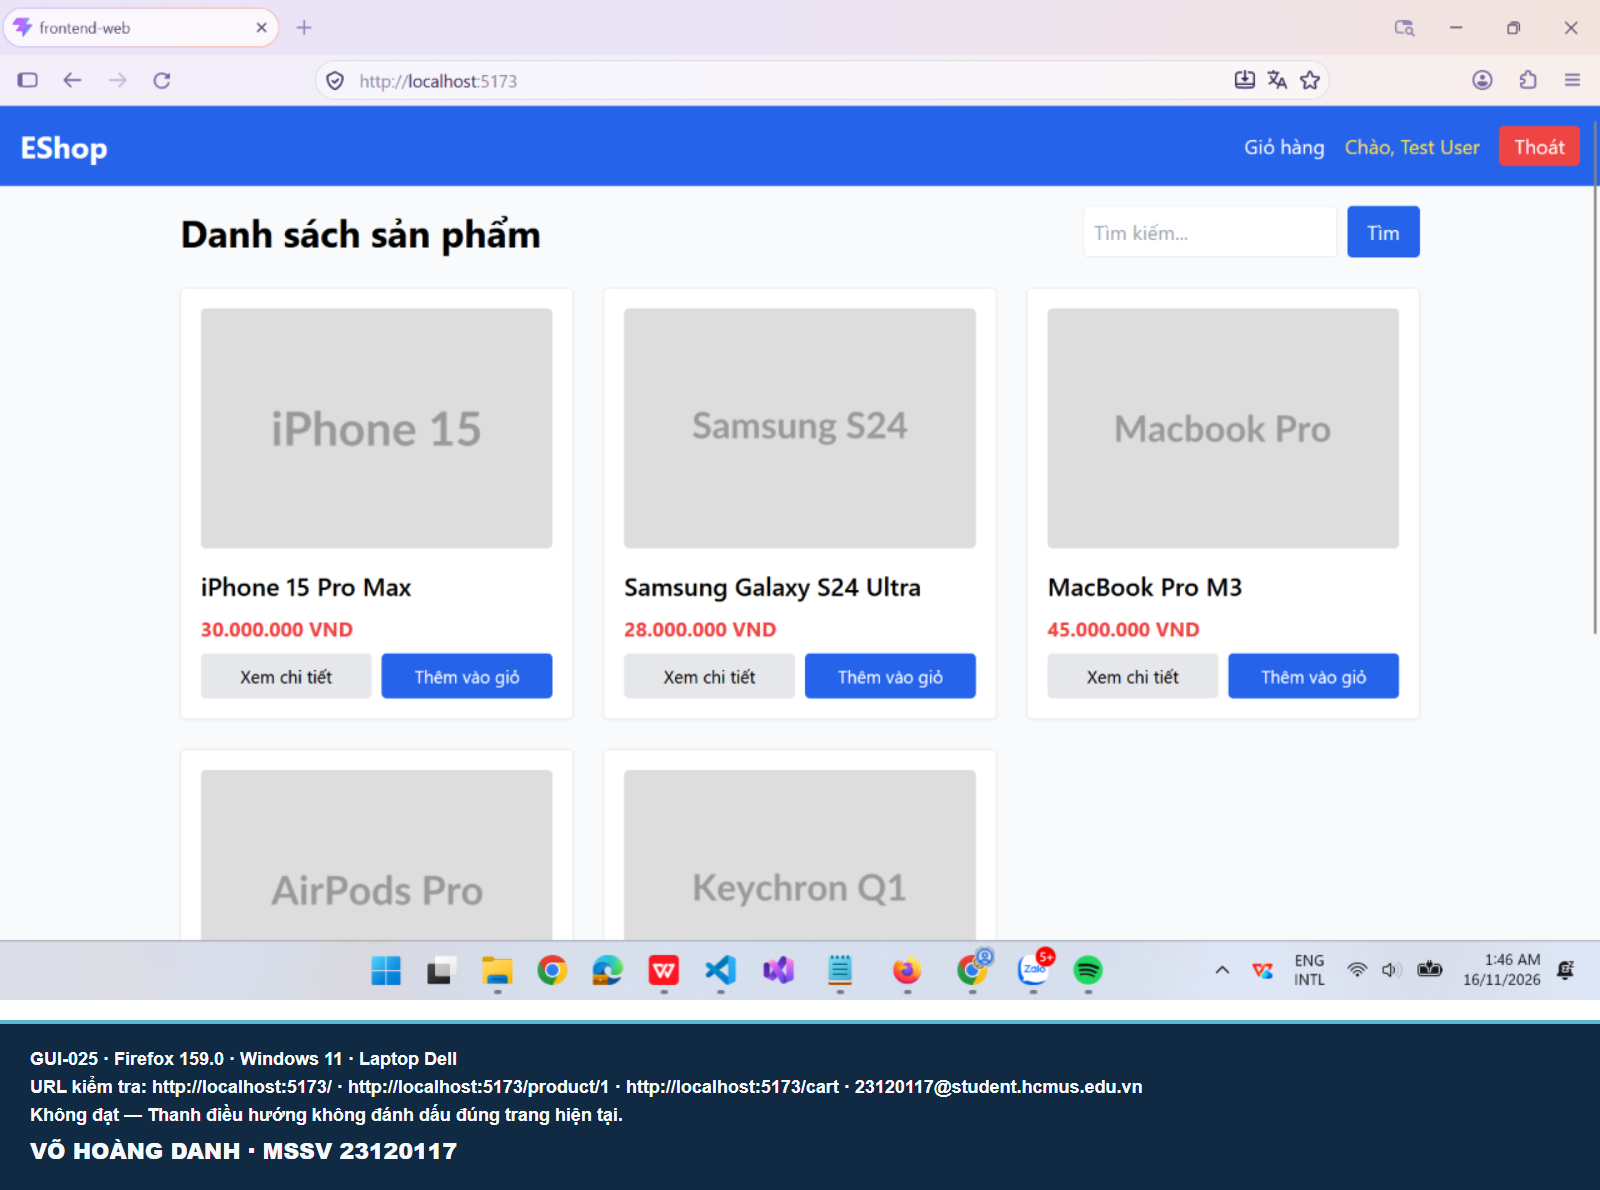 frontend-web
http://localhost:5173
EShop
Giỏ hàng
Chào, Test User
Thoát
Danh sách sản phẩm
Tìm kiếm...
Tìm
iPhone 15
Samsung S24
Macbook Pro
iPhone 15 Pro Max
Samsung Galaxy S24 Ultra
MacBook Pro M3
30.000.000 VND
28.000.000 VND
45.000.000 VND
Xem chi tiết
Thêm vào giỏ
Xem chi tiết
Thêm vào giỏ
Xem chi tiết
Thêm vào giỏ
AirPods Pro
Keychron Q1
Zalo
5+
ENG
INTL
1:46 AM
16/11/2026
GUI-025 · Firefox 159.0 · Windows 11 · Laptop Dell
URL kiểm tra: http://localhost:5173/ · http://localhost:5173/product/1 · http://localhost:5173/cart · 23120117@student.hcmus.edu.vn
Không đạt — Thanh điều hướng không đánh dấu đúng trang hiện tại.
VÕ HOÀNG DANH · MSSV 23120117